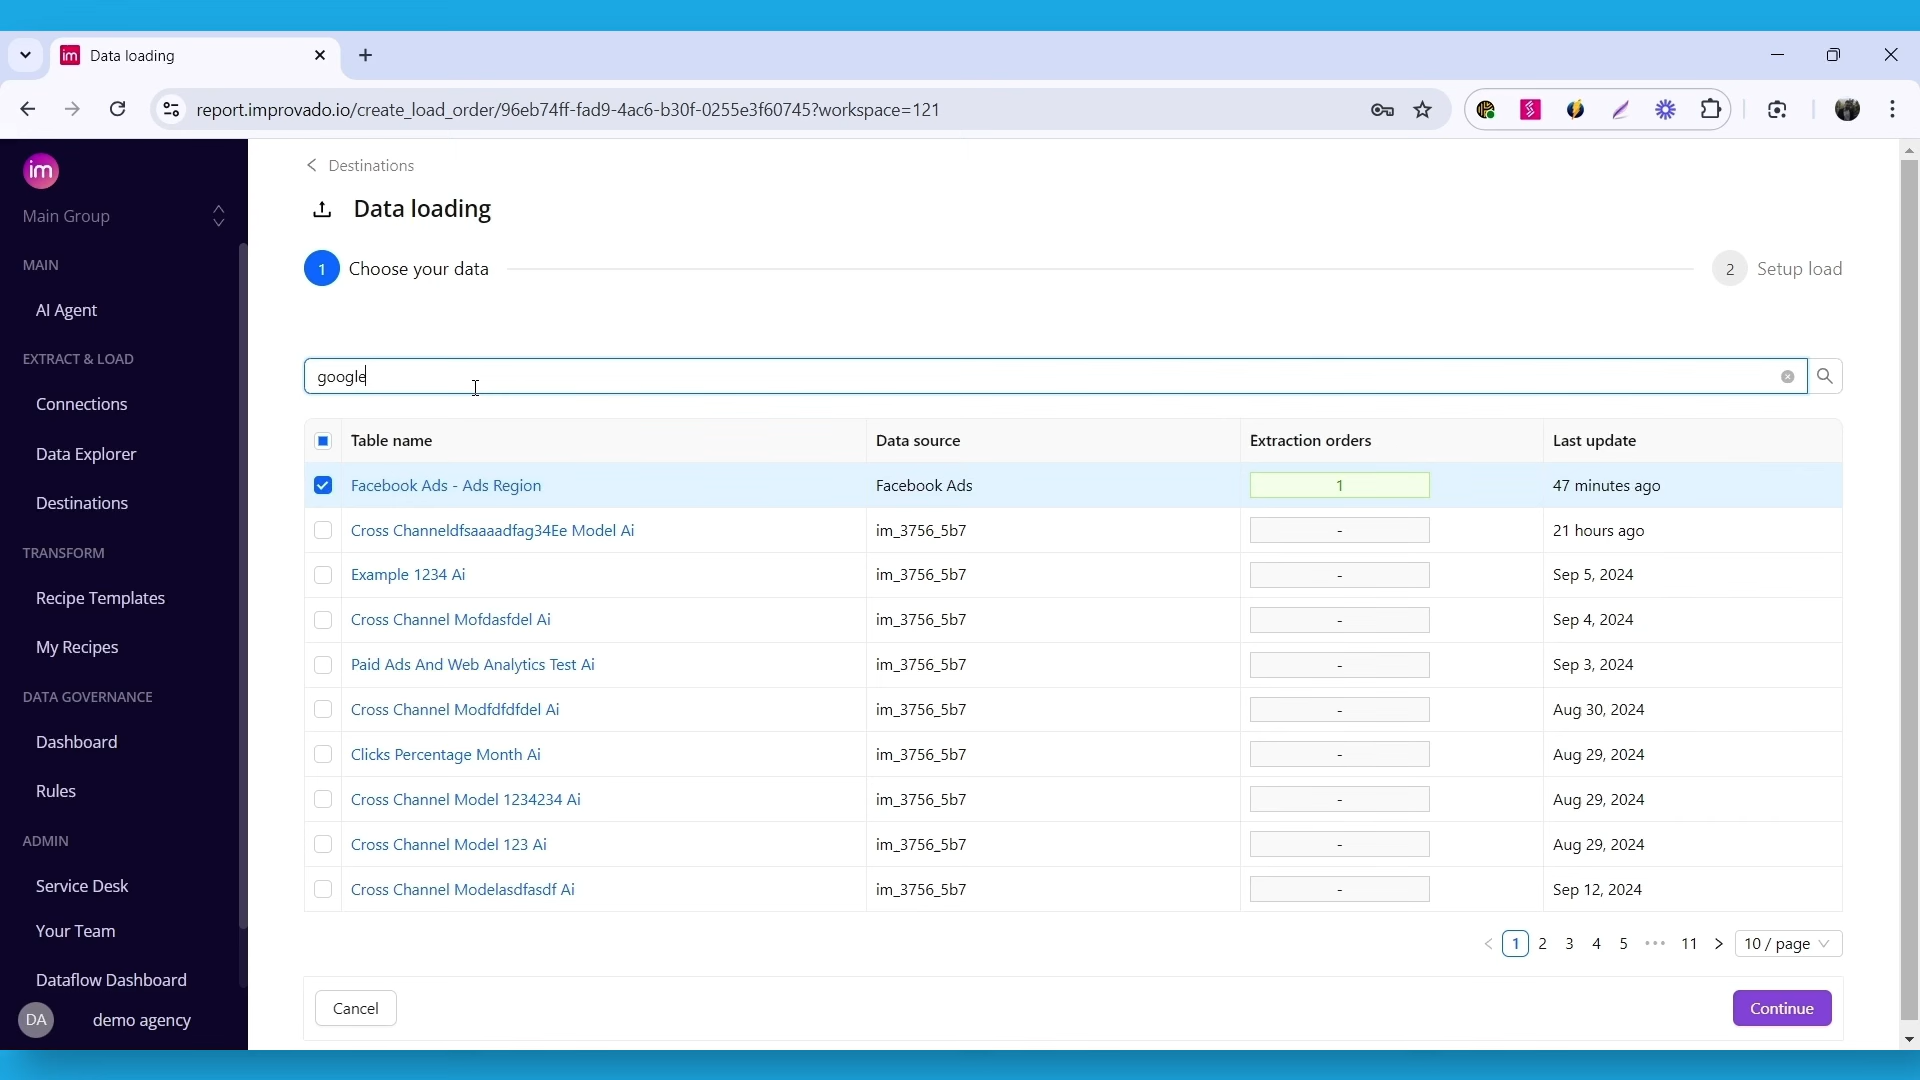 im Data loading
report.improvado.io/create_load_order/96eb74ff-fad9-4ac6-b30f-0255e3f60745?workspace=121
im
Main Group
MAIN
AI Agent
EXTRACT & LOAD
Connections
Data Explorer
Destinations
TRANSFORM
Recipe Templates
My Recipes
DATA GOVERNANCE
Dashboard
Rules
ADMIN
Service Desk
Your Team
Dataflow Dashboard
DA demo agency
Destinations
Data loading
1 Choose your data
2 Setup load
google
Table name Data source Extraction orders Last update
Facebook Ads - Ads Region Facebook Ads 1 47 minutes ago
Cross Channeldfsaaaadfag34Ee Model Ai im_3756_5b7 - 21 hours ago
Example 1234 Ai im_3756_5b7 - Sep 5, 2024
Cross Channel Mofdasfdel Ai im_3756_5b7 - Sep 4, 2024
Paid Ads And Web Analytics Test Ai im_3756_5b7 - Sep 3, 2024
Cross Channel Modfdfdfdel Ai im_3756_5b7 - Aug 30, 2024
Clicks Percentage Month Ai im_3756_5b7 - Aug 29, 2024
Cross Channel Model 1234234 Ai im_3756_5b7 - Aug 29, 2024
Cross Channel Model 123 Ai im_3756_5b7 - Aug 29, 2024
Cross Channel Modelasdfasdf Ai im_3756_5b7 - Sep 12, 2024
1 2 3 4 5 ••• 11 10 / page
Cancel Continue